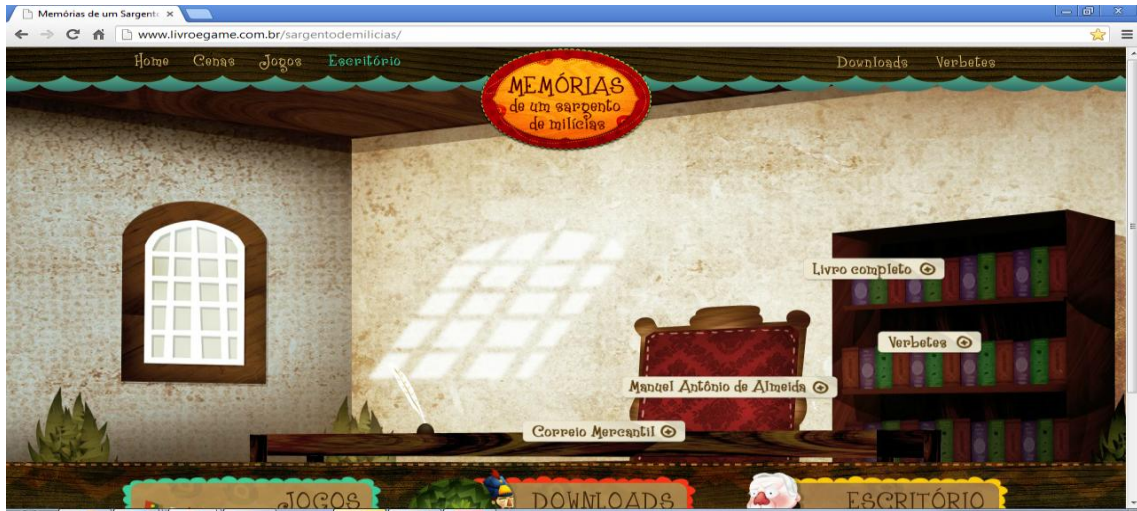 Memórias de um Sargent
www.livroegame.com.br/sargentodemilicias/
Home Cenas Jogos Escritório
Downloads Verbetes
MEMÓRIAS
de um sargento
de milícias
Livro completo
Verbetes
Manuel Antônio de Almeida
Correio Mercantil
JOGOS
DOWNLOADS
ESCRITÓRIO